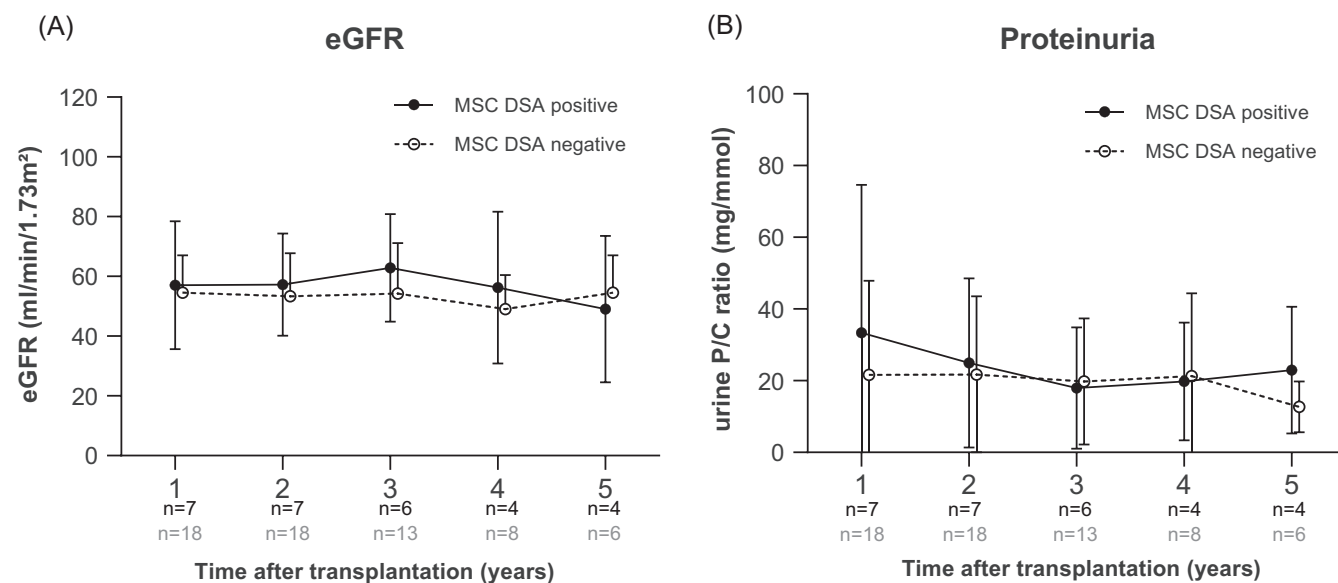 (A)
eGFR
eGFR (ml/min/1.73m²)
120
100
80
60
40
20
0
MSC DSA positive
MSC DSA negative
1 2 3 4 5
n=7 n=7 n=6 n=4 n=4
n=18 n=18 n=13 n=8 n=6
Time after transplantation (years)
(B)
Proteinuria
urine P/C ratio (mg/mmol)
100
80
60
40
20
0
MSC DSA positive
MSC DSA negative
1 2 3 4 5
n=7 n=7 n=6 n=4 n=4
n=18 n=18 n=13 n=8 n=6
Time after transplantation (years)